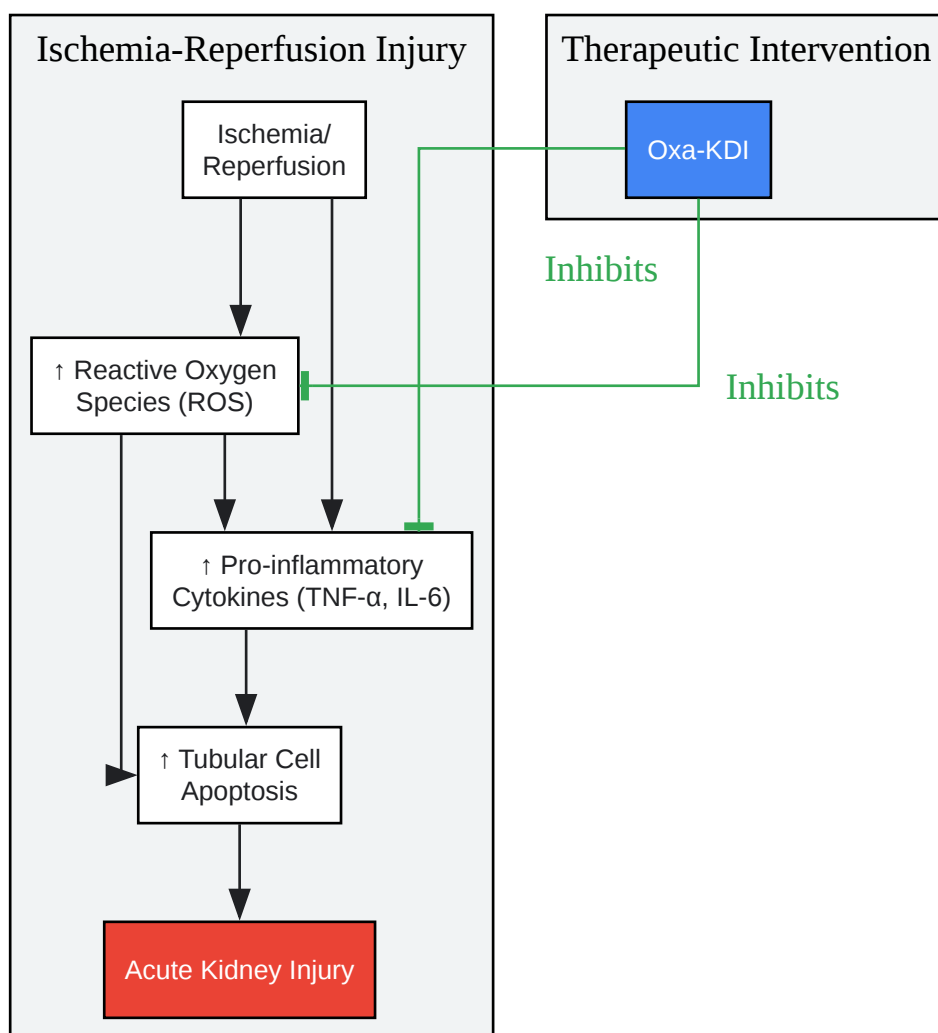 Ischemia-Reperfusion Injury
Therapeutic Intervention
Ischemia/
Reperfusion
Oxa-KDI
Inhibits
↑ Reactive Oxygen
Species (ROS)
Inhibits
↑ Pro-inflammatory
Cytokines (TNF-α, IL-6)
↑ Tubular Cell
Apoptosis
Acute Kidney Injury